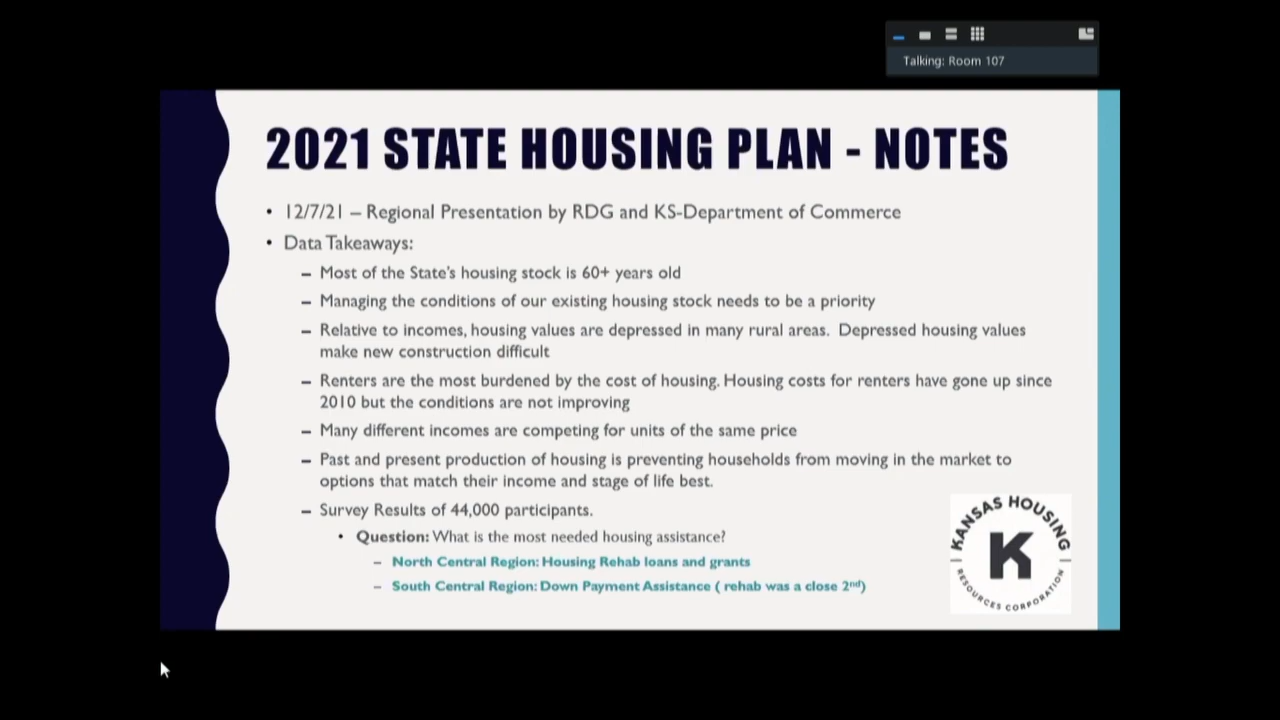 Talking: Room 107
2021 STATE HOUSING PLAN - NOTES
• 12/7/21 – Regional Presentation by RDG and KS-Department of Commerce
• Data Takeaways:
– Most of the State's housing stock is 60+ years old
– Managing the conditions of our existing housing stock needs to be a priority
– Relative to incomes, housing values are depressed in many rural areas. Depressed housing values
make new construction difficult
– Renters are the most burdened by the cost of housing. Housing costs for renters have gone up since
2010 but the conditions are not improving
– Many different incomes are competing for units of the same price
– Past and present production of housing is preventing households from moving in the market to
options that match their income and stage of life best.
– Survey Results of 44,000 participants.
• Question: What is the most needed housing assistance?
– North Central Region: Housing Rehab loans and grants
– South Central Region: Down Payment Assistance ( rehab was a close 2nd)
KANSAS HOUSING
K
RESOURCES CORPORATION